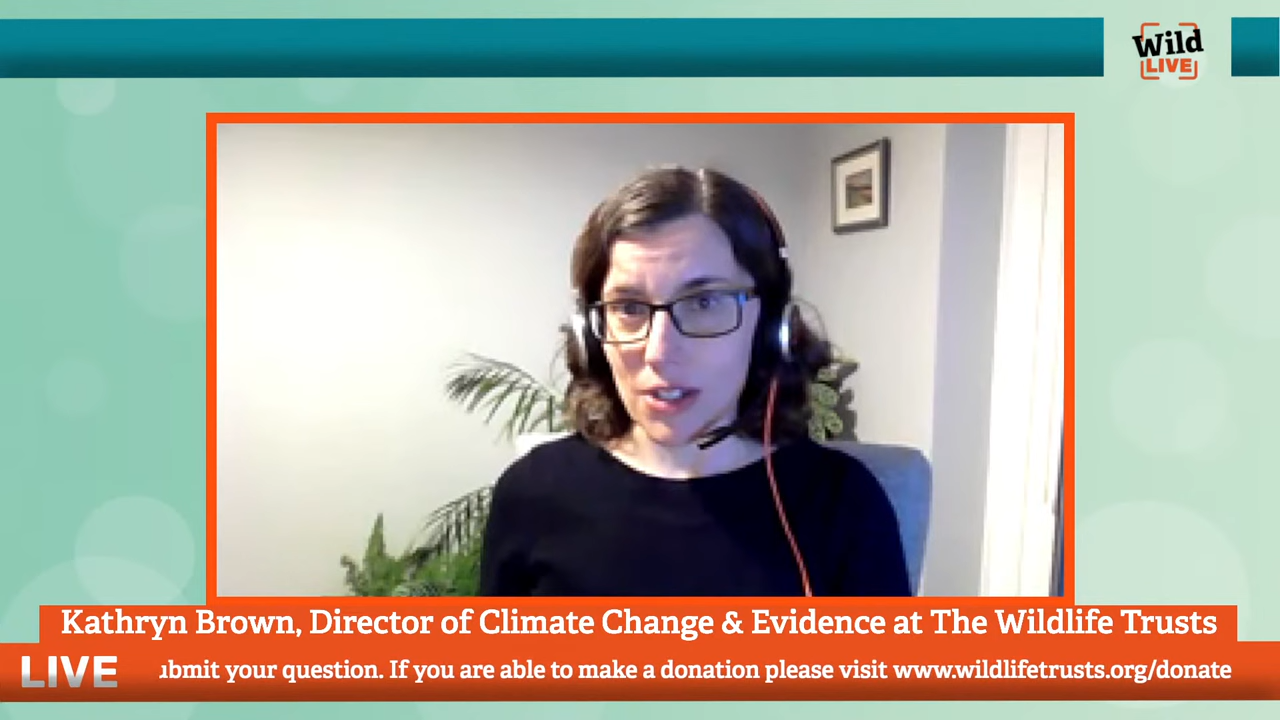 Wild
LIVE
Kathryn Brown, Director of Climate Change & Evidence at The Wildlife Trusts
LIVE
ubmit your question. If you are able to make a donation please visit www.wildlifetrusts.org/donate